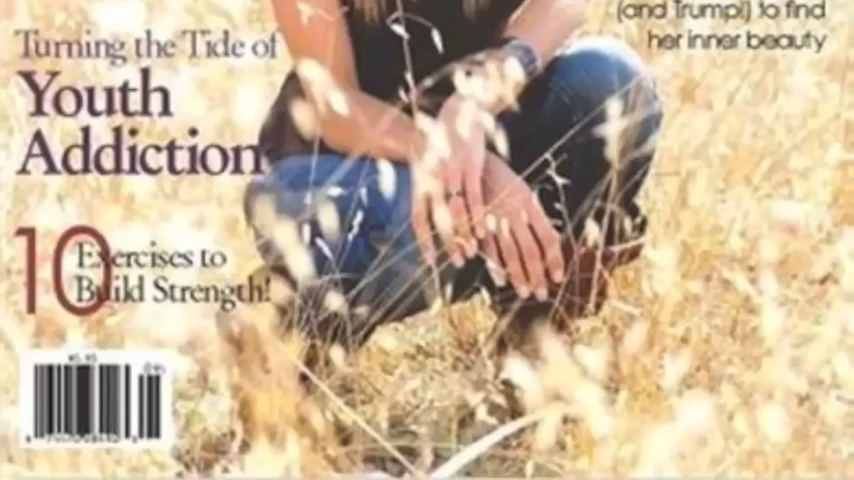 (and Trump!) to find
her inner beauty
Turning the Tide of
Youth
Addiction
10 Exercises to
Build Strength!